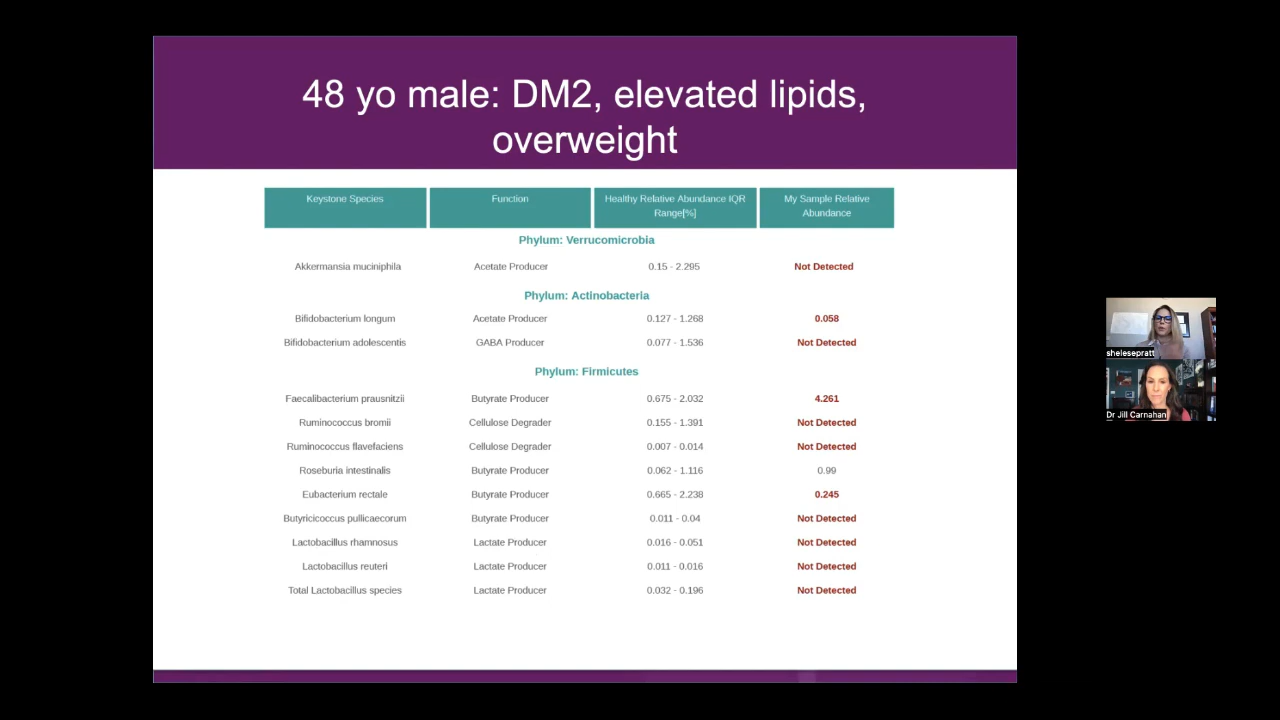 48 yo male: DM2, elevated lipids,
overweight
Keystone Species Function Healthy Relative Abundance IQR Range[%] My Sample Relative Abundance
Phylum: Verrucomicrobia
Akkermansia muciniphila Acetate Producer 0.15 - 2.295 Not Detected
Phylum: Actinobacteria
Bifidobacterium longum Acetate Producer 0.127 - 1.268 0.058
Bifidobacterium adolescentis GABA Producer 0.077 - 1.536 Not Detected
Phylum: Firmicutes
Faecalibacterium prausnitzii Butyrate Producer 0.675 - 2.032 4.261
Ruminococcus bromii Cellulose Degrader 0.155 - 1.391 Not Detected
Ruminococcus flavefaciens Cellulose Degrader 0.007 - 0.014 Not Detected
Roseburia intestinalis Butyrate Producer 0.062 - 1.116 0.99
Eubacterium rectale Butyrate Producer 0.665 - 2.238 0.245
Butyricicoccus pullicaecorum Butyrate Producer 0.011 - 0.04 Not Detected
Lactobacillus rhamnosus Lactate Producer 0.016 - 0.051 Not Detected
Lactobacillus reuteri Lactate Producer 0.011 - 0.016 Not Detected
Total Lactobacillus species Lactate Producer 0.032 - 0.196 Not Detected
shelesepratt
Dr Jill Carnahan